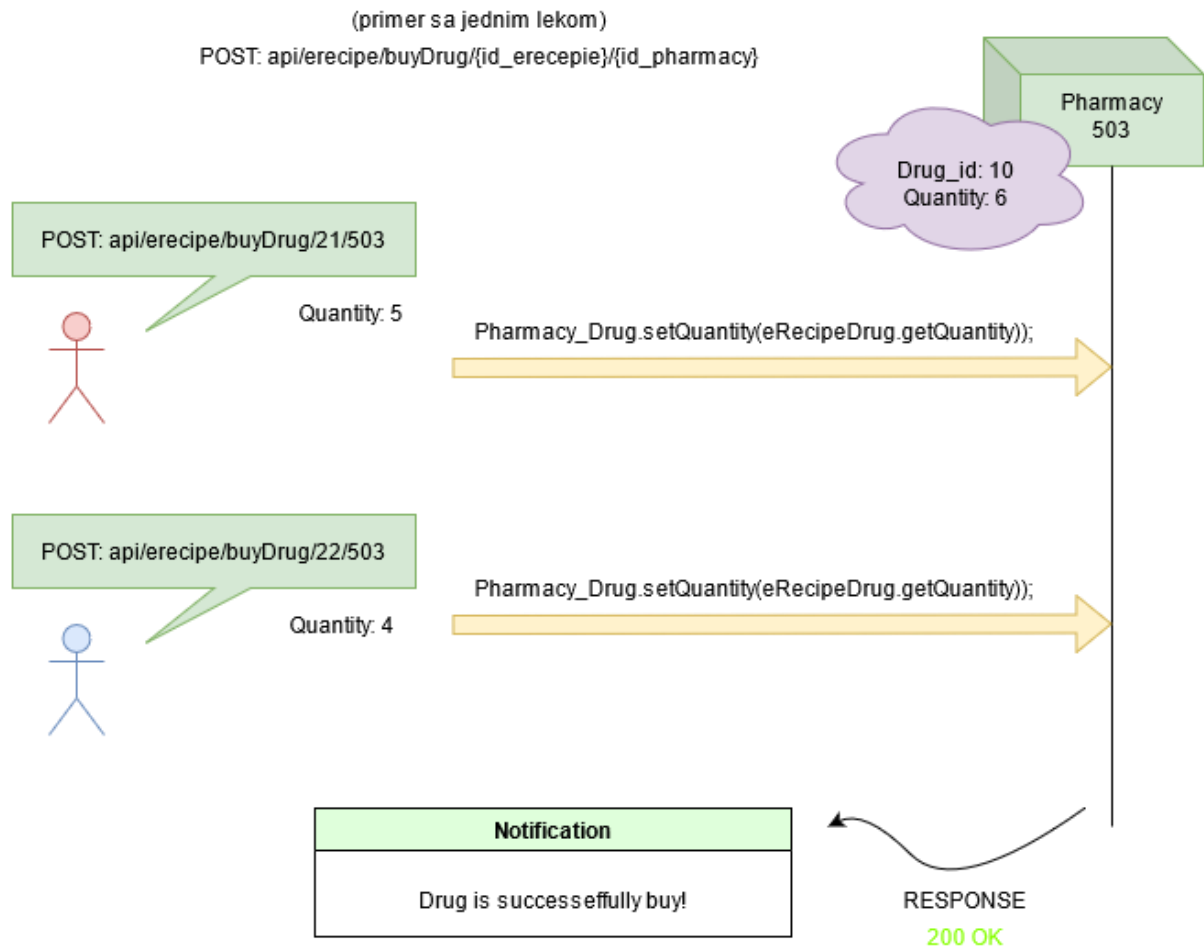 (primer sa jednim lekom)
POST: api/erecipe/buyDrug/{id_erecepie}/{id_pharmacy}
Pharmacy
503
Drug_id: 10
Quantity: 6
POST: api/erecipe/buyDrug/21/503
Quantity: 5
Pharmacy_Drug.setQuantity(eRecipeDrug.getQuantity));
POST: api/erecipe/buyDrug/22/503
Quantity: 4
Pharmacy_Drug.setQuantity(eRecipeDrug.getQuantity));
Notification
Drug is successeffully buy!
RESPONSE
200 OK